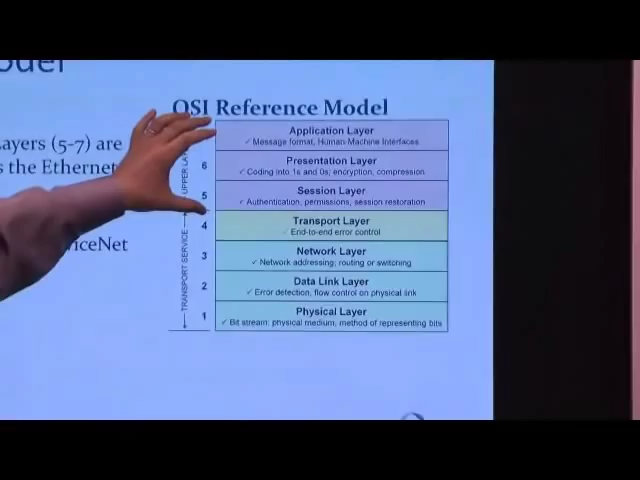 OSI Reference Model
ayers (5-7) are
s the Ethernet
iceNet
UPPER LA
TRANSPORT SERVICE
Application Layer
✓ Message format, Human-Machine Interfaces
6
Presentation Layer
✓ Coding into 1s and 0s; encryption, compression
5
Session Layer
✓ Authentication, permissions, session restoration
4
Transport Layer
✓ End-to-end error control
3
Network Layer
✓ Network addressing; routing or switching
2
Data Link Layer
✓ Error detection, flow control on physical link
1
Physical Layer
✓ Bit stream: physical medium, method of representing bits